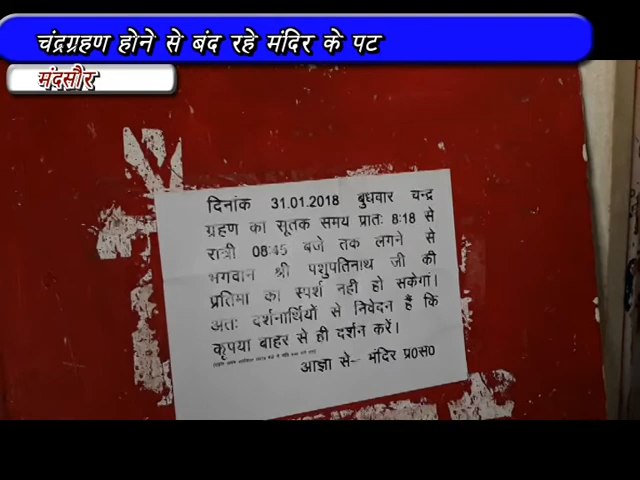 चंद्रग्रहण होने से बंद रहे मंदिर के पट
मंदसौर
दिनांक 31.01.2018 बुधवार चन्द्र
ग्रहण का सूतक समय प्रातः 8:18 से
रात्री 08:45 बजे तक लगने से
भगवान श्री पशुपतिनाथ जी की
प्रतिमा का स्पर्श नही हो सकेगां।
अतः दर्शनार्थियों से निवेदन हैं कि
कृपया बाहर से ही दर्शन करें।
आज्ञा से– मंदिर प्र0स0